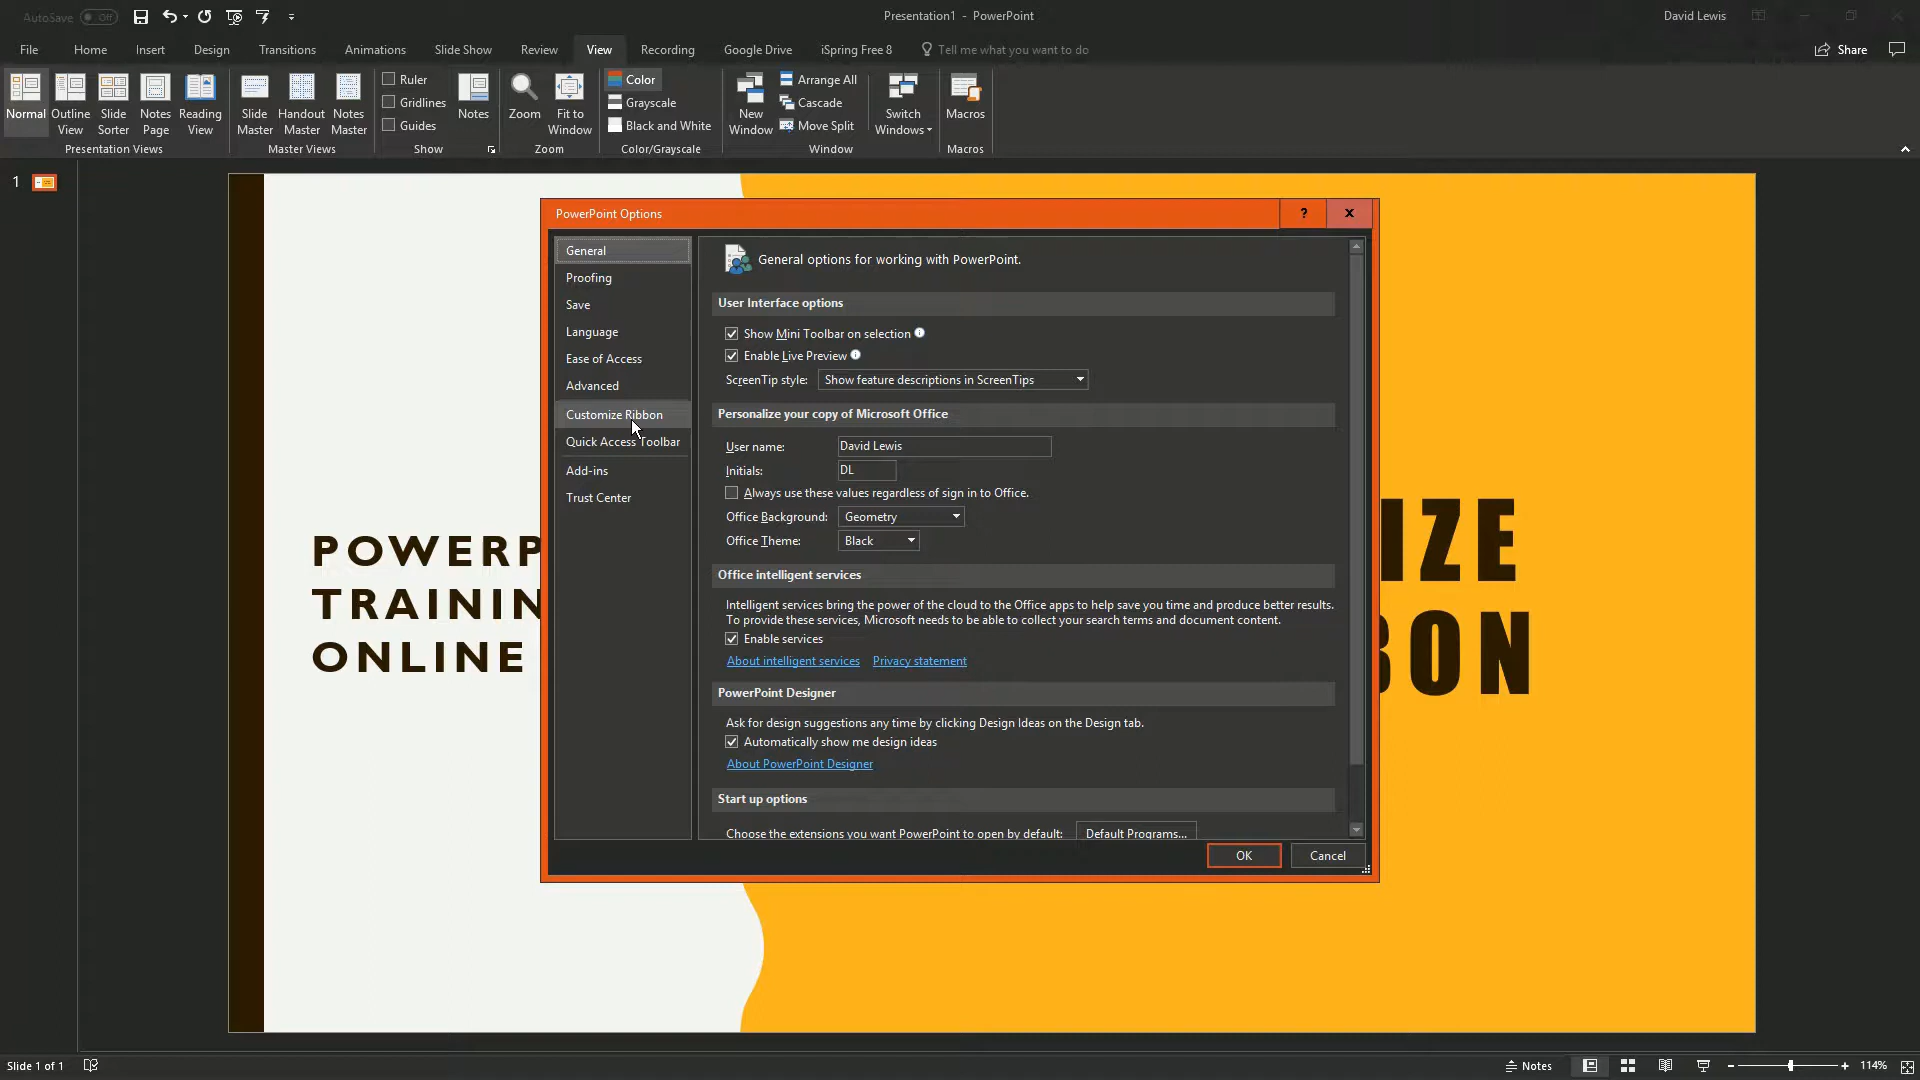 AutoSave Off
Presentation1 - PowerPoint
David Lewis
File Home Insert Design Transitions Animations Slide Show Review View Recording Google Drive iSpring Free 8 Tell me what you want to do Share
Normal
Outline View
Slide Sorter
Notes Page
Reading View
Presentation Views
Slide Master
Handout Master
Notes Master
Master Views
Ruler
Gridlines
Guides
Notes
Show
Zoom
Fit to Window
Zoom
Color
Grayscale
Black and White
Color/Grayscale
New Window
Arrange All
Cascade
Move Split
Switch Windows
Window
Macros
Macros
1
POWERP
TRAININ
ONLINE
IZE
BON
PowerPoint Options
?
General
Proofing
Save
Language
Ease of Access
Advanced
Customize Ribbon
Quick Access Toolbar
Add-ins
Trust Center
General options for working with PowerPoint.
User Interface options
Show Mini Toolbar on selection
Enable Live Preview
ScreenTip style: Show feature descriptions in ScreenTips
Personalize your copy of Microsoft Office
User name: David Lewis
Initials: DL
Always use these values regardless of sign in to Office.
Office Background: Geometry
Office Theme: Black
Office intelligent services
Intelligent services bring the power of the cloud to the Office apps to help save you time and produce better results.
To provide these services, Microsoft needs to be able to collect your search terms and document content.
Enable services
About intelligent services Privacy statement
PowerPoint Designer
Ask for design suggestions any time by clicking Design Ideas on the Design tab.
Automatically show me design ideas
About PowerPoint Designer
Start up options
Choose the extensions you want PowerPoint to open by default: Default Programs...
OK Cancel
Slide 1 of 1
Notes
114%